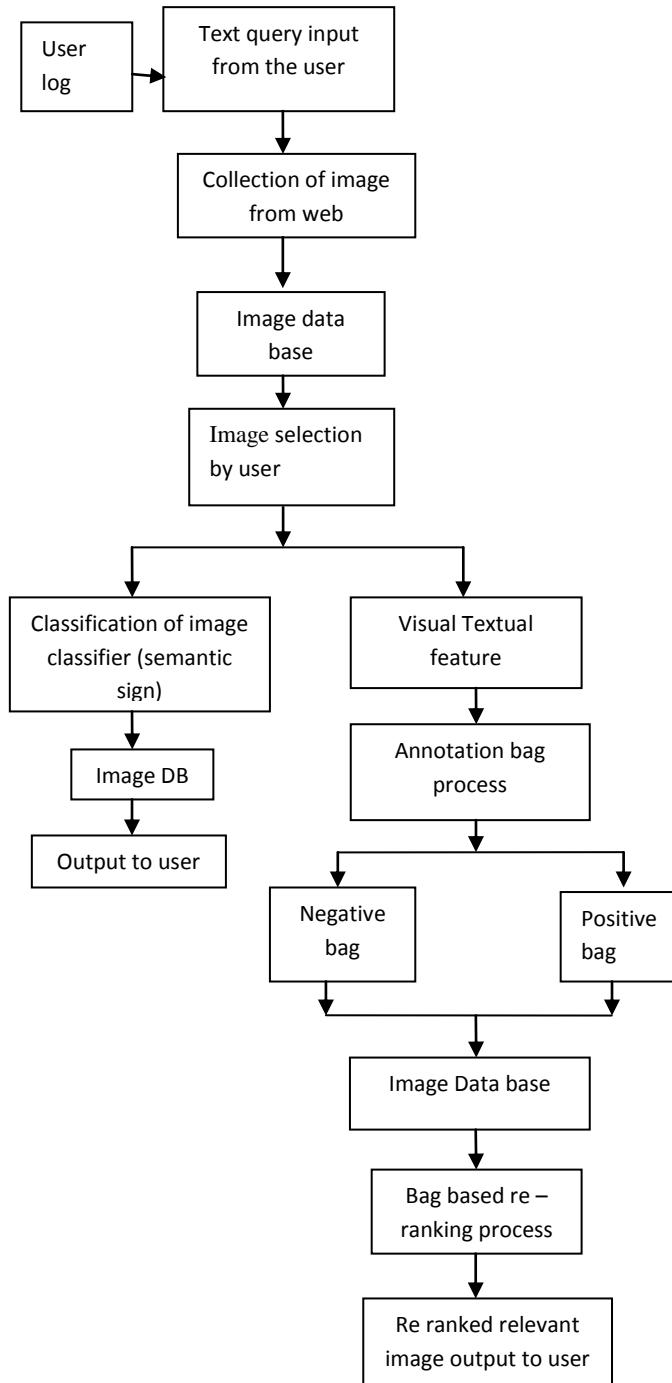 User
log
Text query input
from the user
Collection of image
from web
Image data
base
Image selection
by user
Classification of image
classifier (semantic
sign)
Visual Textual
feature
Image DB
Annotation bag
process
Output to user
Negative
bag
Positive
bag
Image Data base
Bag based re –
ranking process
Re ranked relevant
image output to user